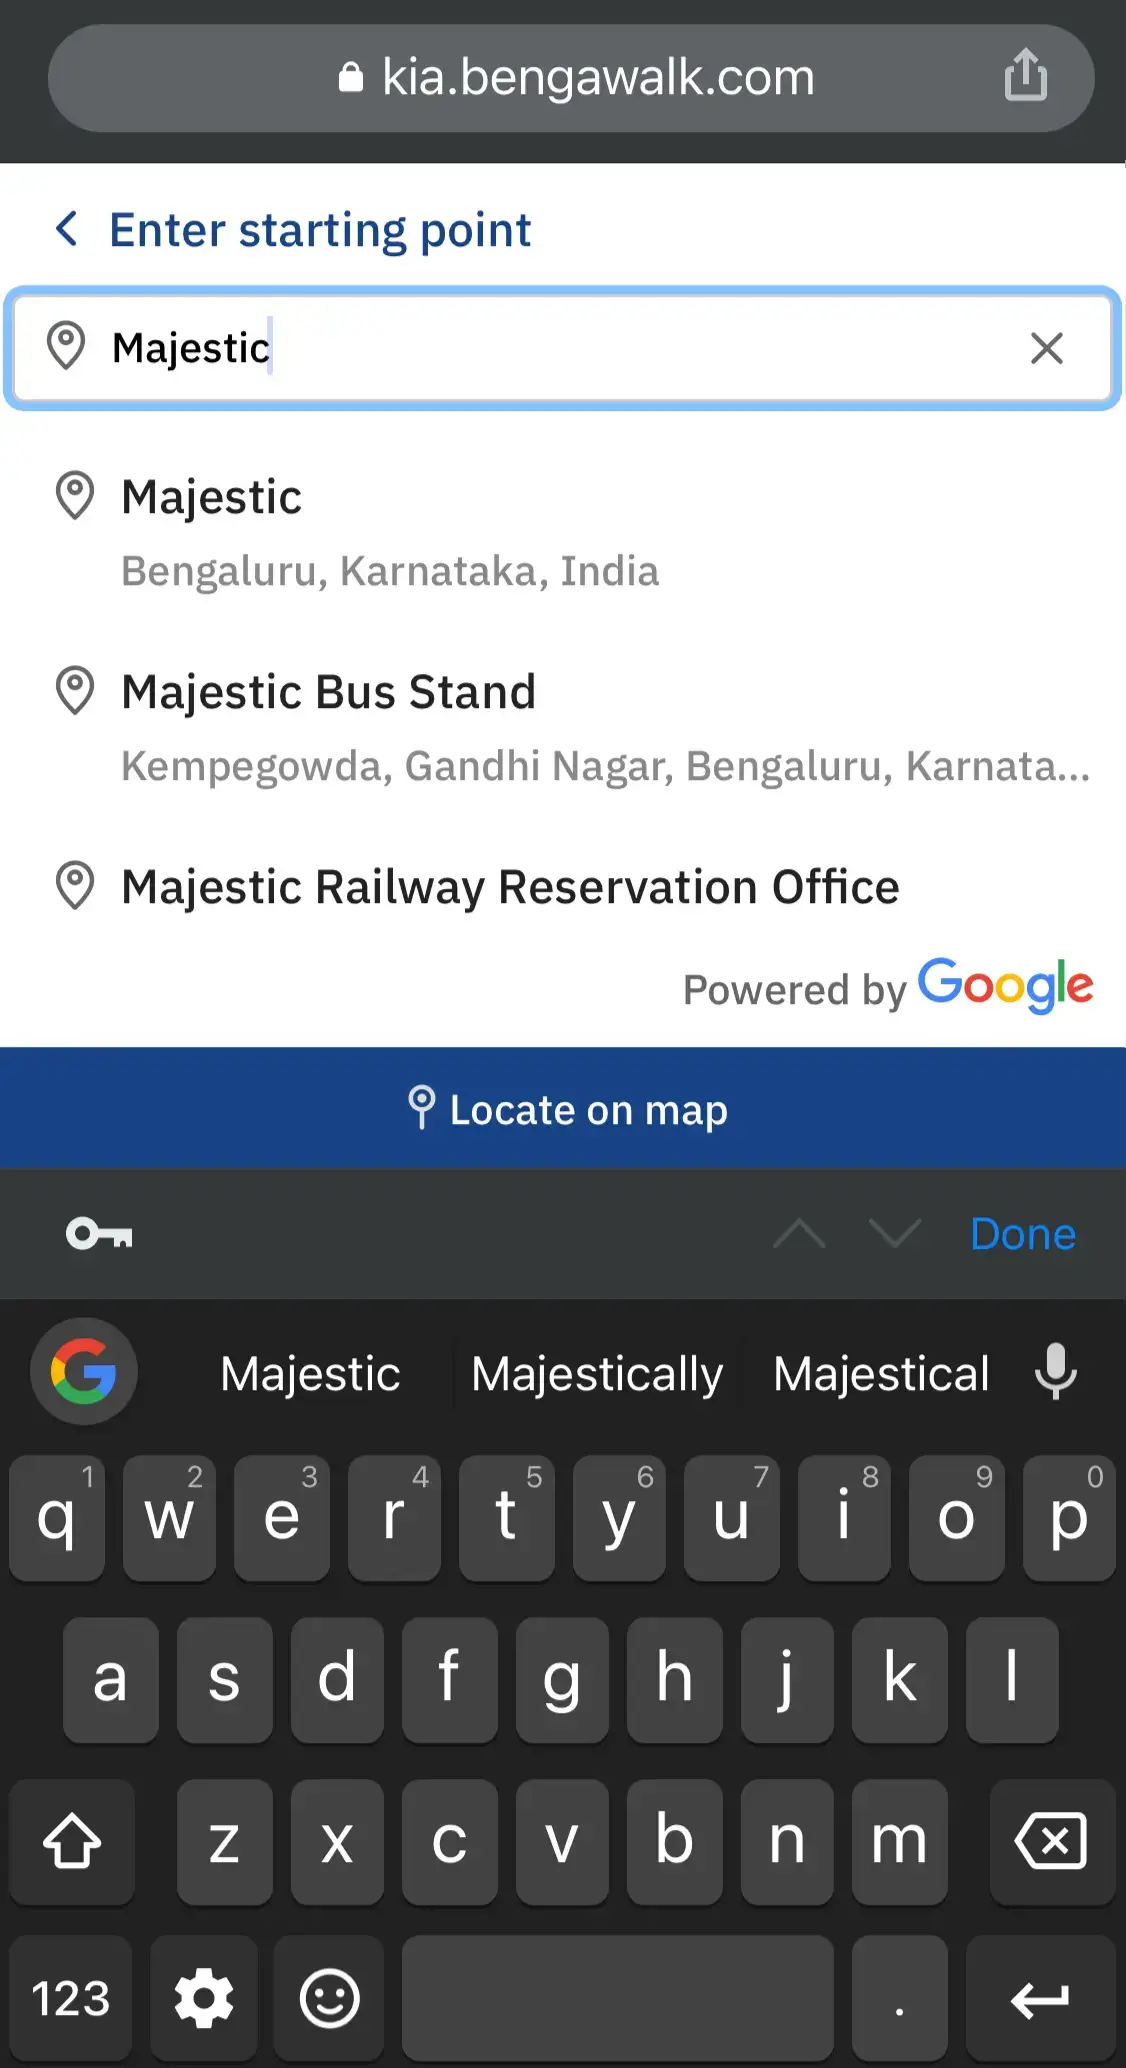 kia.bengawalk.com
Enter starting point
Majestic
Majestic
Bengaluru, Karnataka, India
Majestic Bus Stand
Kempegowda, Gandhi Nagar, Bengaluru, Karnata...
Majestic Railway Reservation Office
Powered by Google
Locate on map
Done
Majestic Majestically Majestical
1 2 3 4 5 6 7 8 9 0
q w e r t y u i o p
a s d f g h j k l
z x c v b n m
123 .